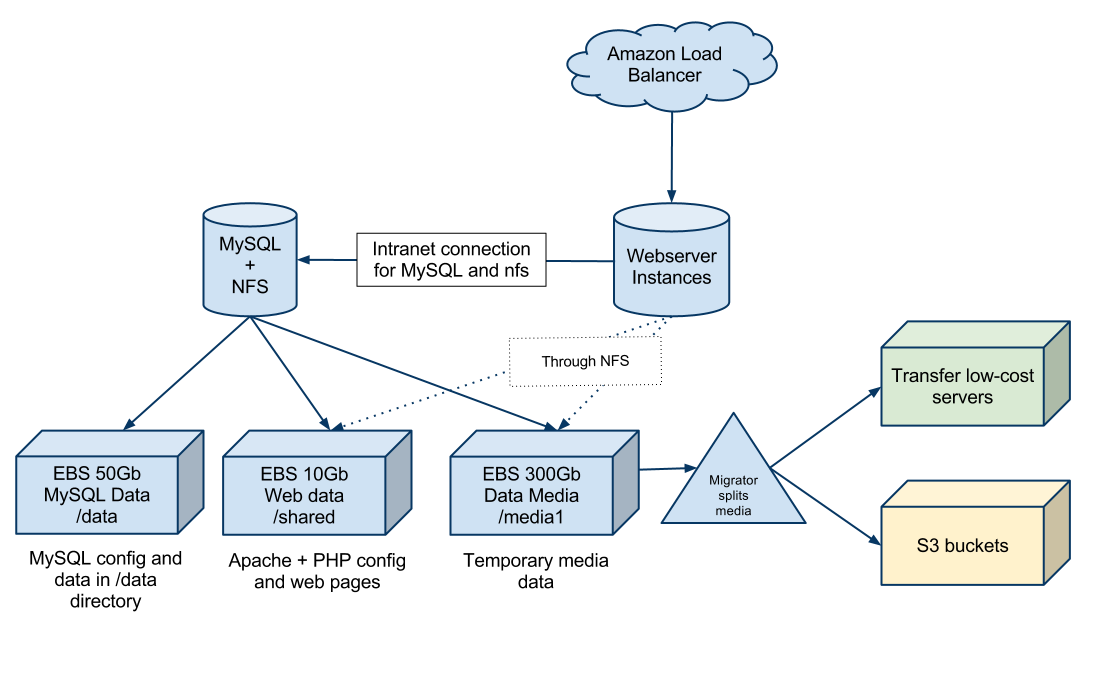 Amazon Load
Balancer
MySQL
+
NFS
Intranet connection
for MySQL and nfs
Webserver
Instances
Through NFS
Transfer low-cost
servers
EBS 50Gb
MySQL Data
/data
EBS 10Gb
Web data
/shared
EBS 300Gb
Data Media
/media1
Migrator
splits
media
S3 buckets
MySQL config and
data in /data
directory
Apache + PHP config
and web pages
Temporary media
data